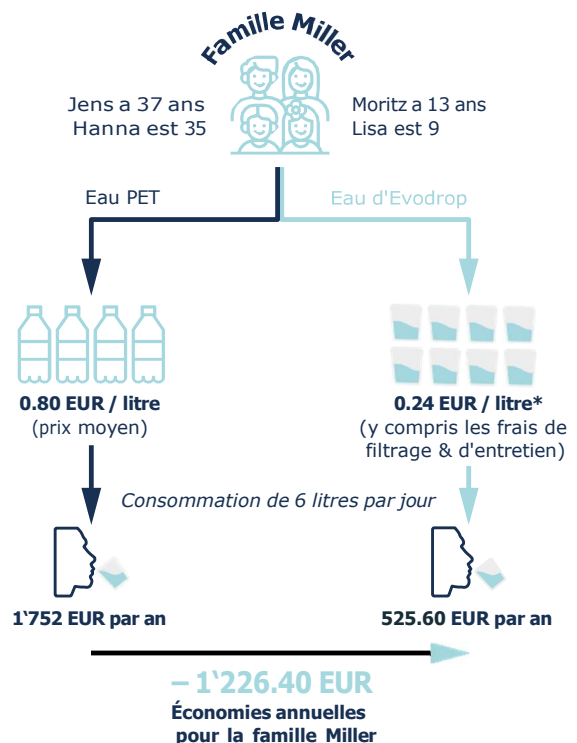 Famille Miller
Jens a 37 ans
Hanna est 35
Moritz a 13 ans
Lisa est 9
Eau PET
Eau d'Evodrop
0.80 EUR / litre
(prix moyen)
0.24 EUR / litre*
(y compris les frais de
filtrage & d'entretien)
Consommation de 6 litres par jour
1‘752 EUR par an
525.60 EUR par an
– 1‘226.40 EUR
Économies annuelles
pour la famille Miller